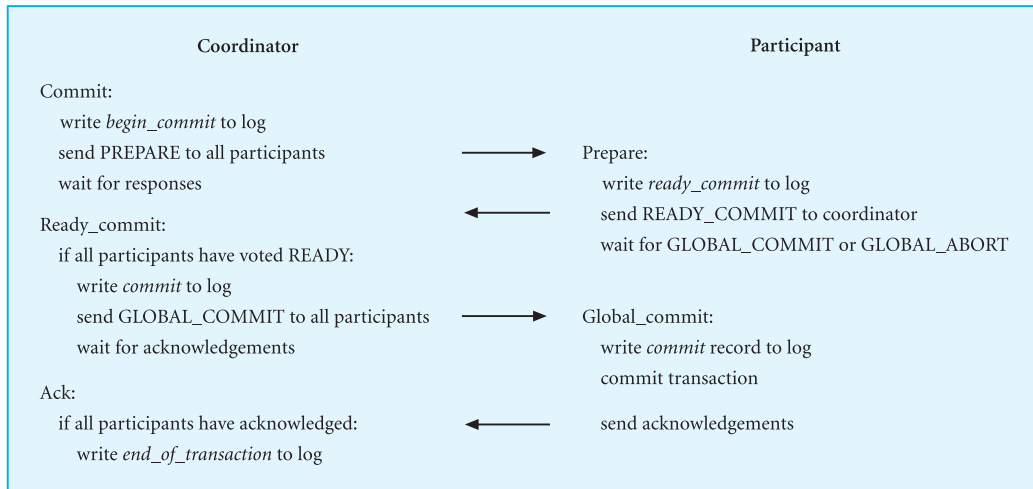 Coordinator
Participant
Commit:
write begin_commit to log
send PREPARE to all participants
wait for responses
Prepare:
write ready_commit to log
send READY_COMMIT to coordinator
wait for GLOBAL_COMMIT or GLOBAL_ABORT
Ready_commit:
if all participants have voted READY:
write commit to log
send GLOBAL_COMMIT to all participants
wait for acknowledgements
Global_commit:
write commit record to log
commit transaction
send acknowledgements
Ack:
if all participants have acknowledged:
write end_of_transaction to log